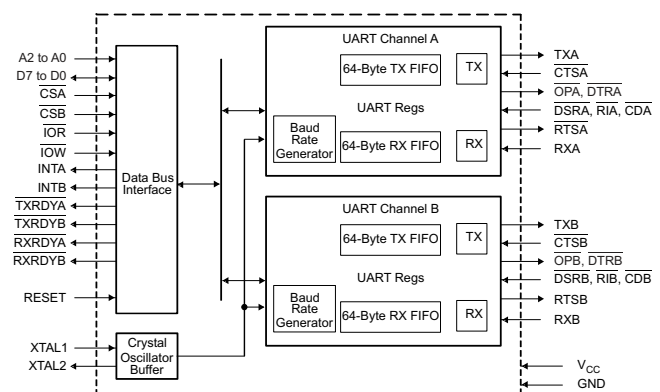 A2 to A0
D7 to D0
CSA
CSB
IOR
IOW
INTA
INTB
TXRDYA
TXRDYB
RXRDYA
RXRDYB
RESET
XTAL1
XTAL2
Data Bus
Interface
Crystal
Oscillator
Buffer
UART Channel A
64-Byte TX FIFO
TX
UART Regs
Baud
Rate
Generator
64-Byte RX FIFO
RX
UART Channel B
64-Byte TX FIFO
TX
UART Regs
Baud
Rate
Generator
64-Byte RX FIFO
RX
TXA
CTSA
OPA, DTRA
DSRA, RIA, CDA
RTSA
RXA
TXB
CTSB
OPB, DTRB
DSRB, RIB, CDB
RTSB
RXB
VCC
GND